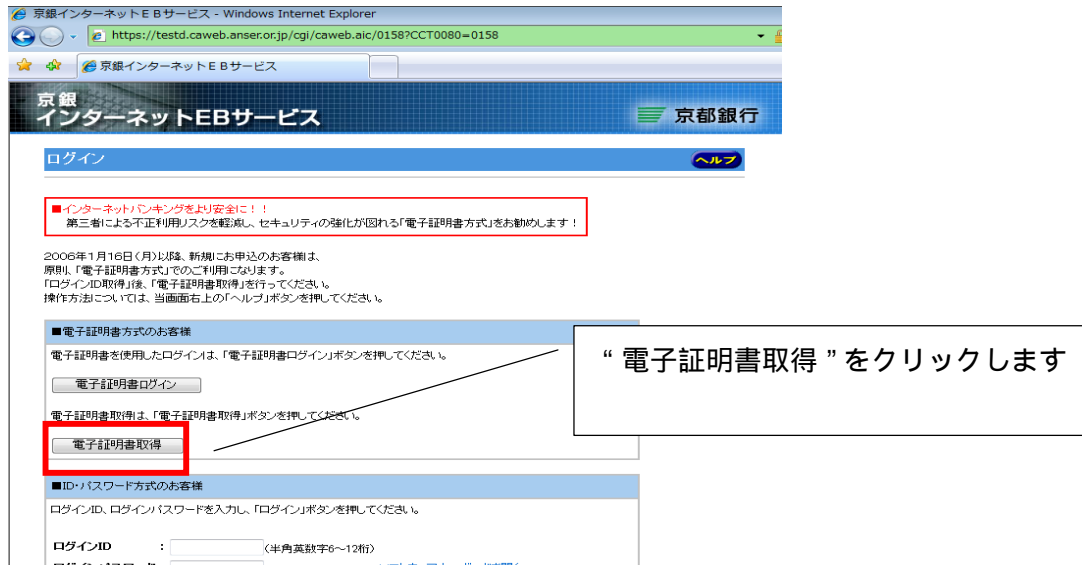 京銀インターネットＥＢサービス - Windows Internet Explorer
https://testd.caweb.anser.or.jp/cgi/caweb.aic/0158?CCT0080=0158
京銀インターネットＥＢサービス
京銀
インターネットEBサービス
京都銀行
ログイン
ヘルプ
■インターネットバンキングをより安全に！！
第三者による不正利用リスクを軽減し、セキュリティの強化が図れる「電子証明書方式」をお勧めします！
2006年1月16日(月)以降、新規にお申込のお客様は、
原則、「電子証明書方式」でのご利用になります。
「ログインID取得」後、「電子証明書取得」を行ってください。
操作方法については、当画面右上の「ヘルプ」ボタンを押してください。
■電子証明書方式のお客様
電子証明書を使用したログインは、「電子証明書ログイン」ボタンを押してください。
電子証明書ログイン
“電子証明書取得”をクリックします
電子証明書取得は、「電子証明書取得」ボタンを押してください。
電子証明書取得
■ID・パスワード方式のお客様
ログインID、ログインパスワードを入力し、「ログイン」ボタンを押してください。
ログインID : (半角英数字6～12桁)